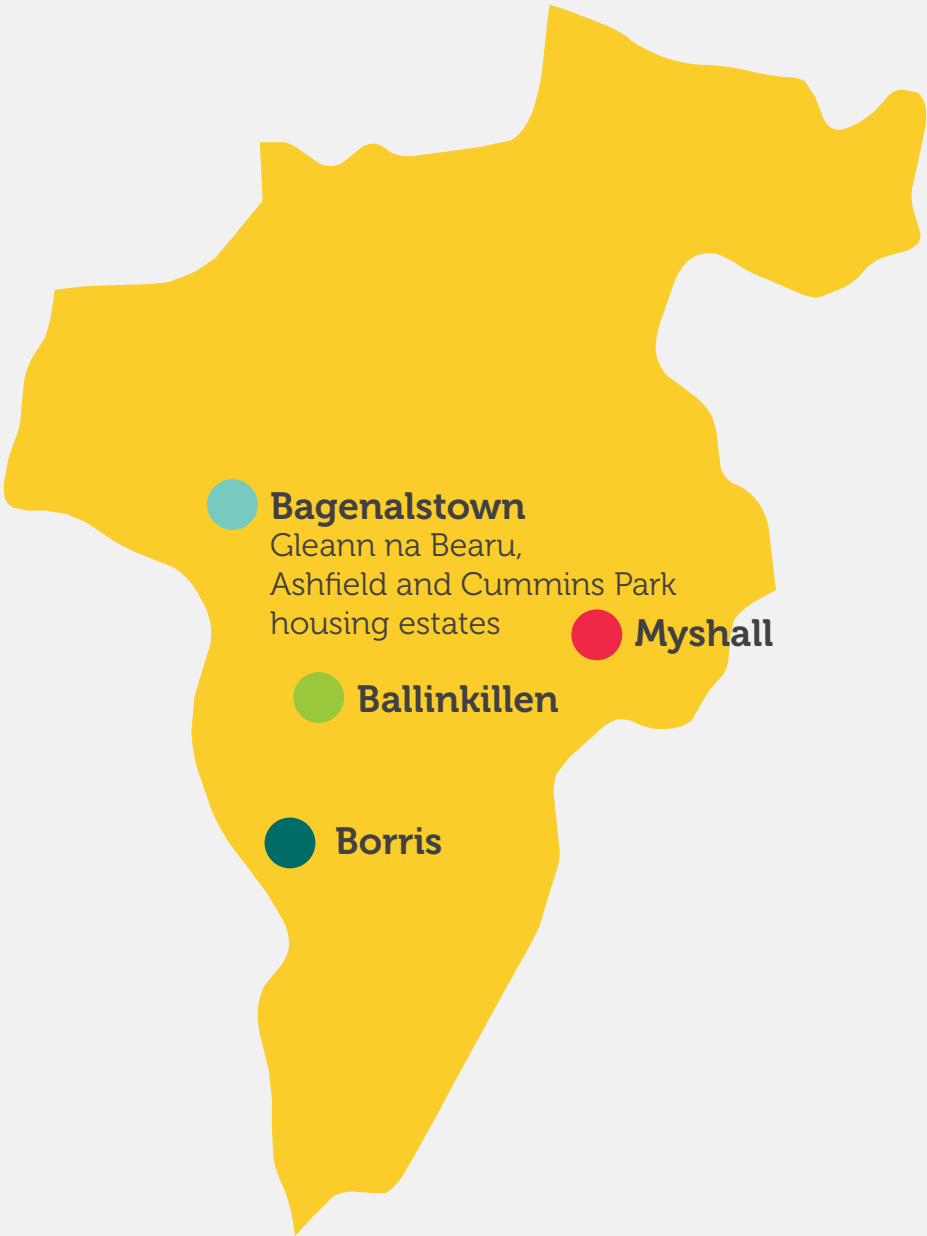 Bagenalstown
Gleann na Bearu,
Ashfield and Cummins Park
housing estates
Myshall
Ballinkillen
Borris